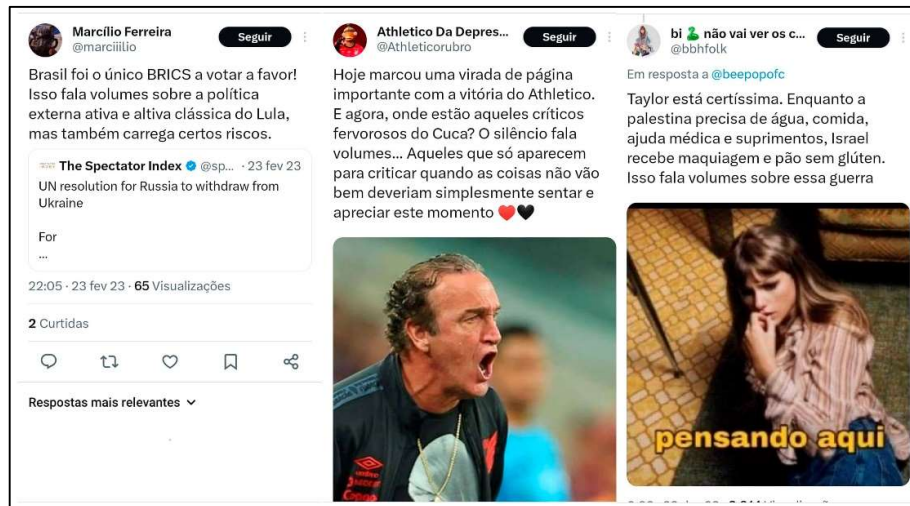 Marcílio Ferreira
@marciiilio
Seguir
Brasil foi o único BRICS a votar a favor!
Isso fala volumes sobre a política
externa ativa e altiva clássica do Lula,
mas também carrega certos riscos.
The Spectator Index @sp... · 23 fev 23
UN resolution for Russia to withdraw from
Ukraine
For
...
22:05 · 23 fev 23 · 65 Visualizações
2 Curtidas
Respostas mais relevantes
Athletico Da Depres...
@Athleticorubro
Seguir
Hoje marcou uma virada de página
importante com a vitória do Athletico.
E agora, onde estão aqueles críticos
fervorosos do Cuca? O silêncio fala
volumes... Aqueles que só aparecem
para criticar quando as coisas não vão
bem deveriam simplesmente sentar e
apreciar este momento ♥️🖤
umbro
bi 🐍 não vai ver os c...
@bbhfolk
Seguir
Em resposta a @beepopofc
Taylor está certíssima. Enquanto a
palestina precisa de água, comida,
ajuda médica e suprimentos, Israel
recebe maquiagem e pão sem glúten.
Isso fala volumes sobre essa guerra
pensando aqui